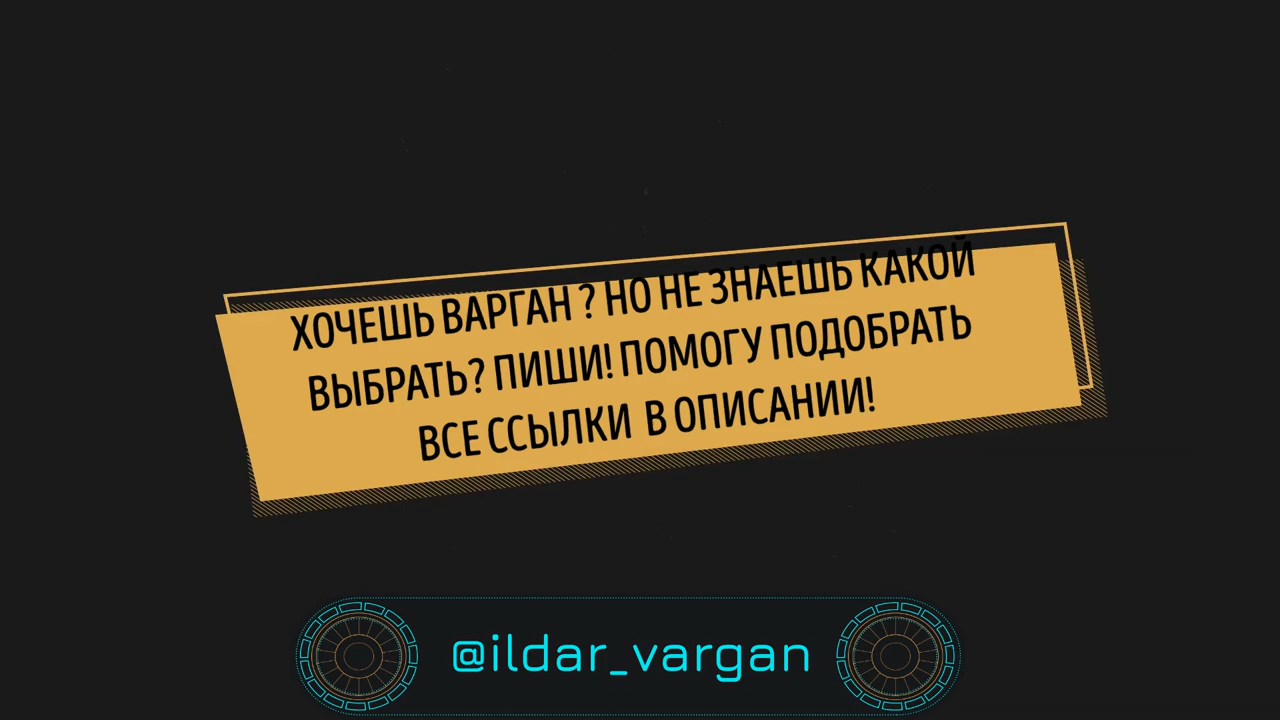 ХОЧЕШЬ ВАРГАН ? НО НЕ ЗНАЕШЬ КАКОЙ
ВЫБРАТЬ? ПИШИ! ПОМОГУ ПОДОБРАТЬ
ВСЕ ССЫЛКИ В ОПИСАНИИ!
@ildar_vargan